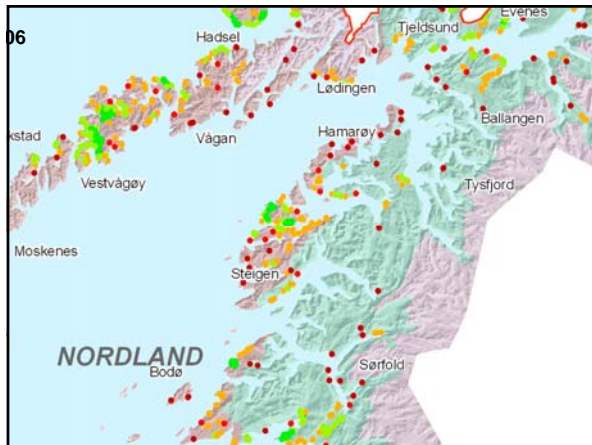 Evenes
Tjeldsund
06
Hadsel
Lødingen
Ballangen
kstad
Vågan
Hamarøy
Vestvågøy
Tysfjord
Moskenes
Steigen
NORDLAND
Bodø
Sørfold